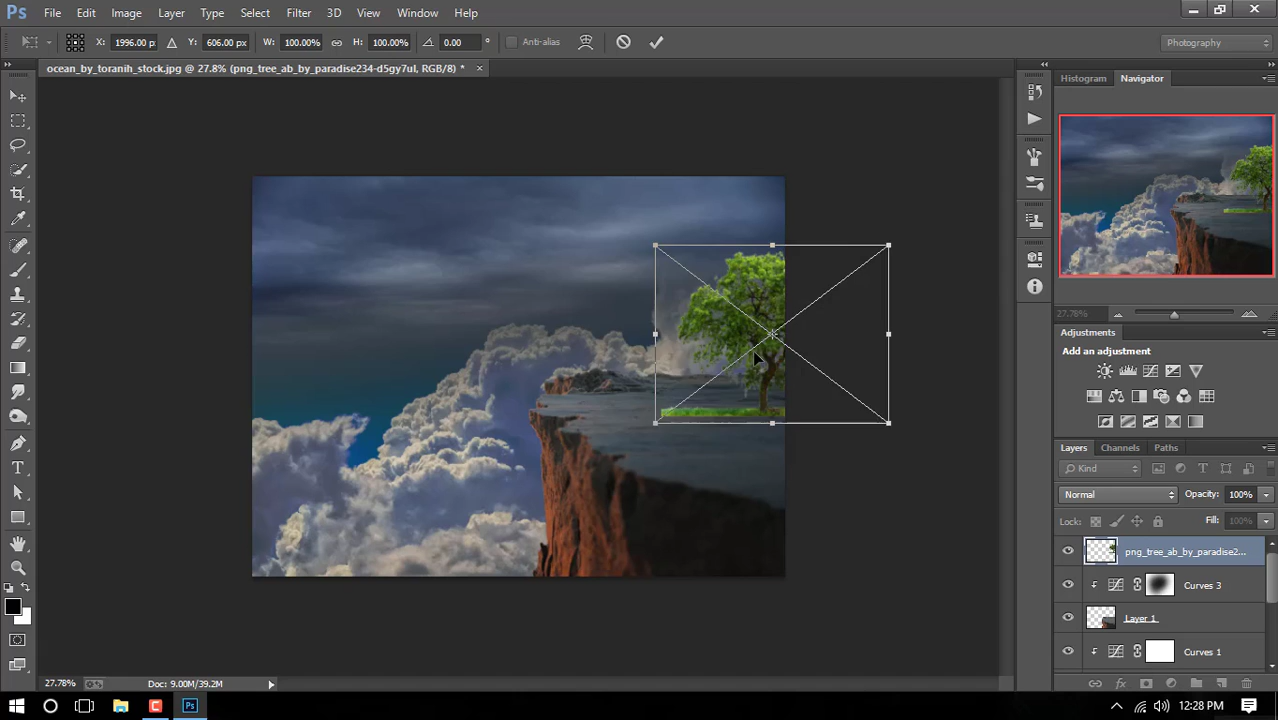 Ps File Edit Image Layer Type Select Filter 3D View Window Help
X: 1996.00 px Y: 606.00 px W: 100.00% H: 100.00% 0.00 ° Anti-alias Photography
ocean_by_toranih_stock.jpg @ 27.8% (png_tree_ab_by_paradise234-d5gy7ul, RGB/8) *
Histogram Navigator
27.78%
Adjustments
Add an adjustment
Layers Channels Paths
Kind
Normal Opacity: 100%
Lock: Fill: 100%
png_tree_ab_by_paradise2...
Curves 3
Layer 1
Curves 1
27.78% Doc: 9.00M/39.2M
Ps 12:28 PM